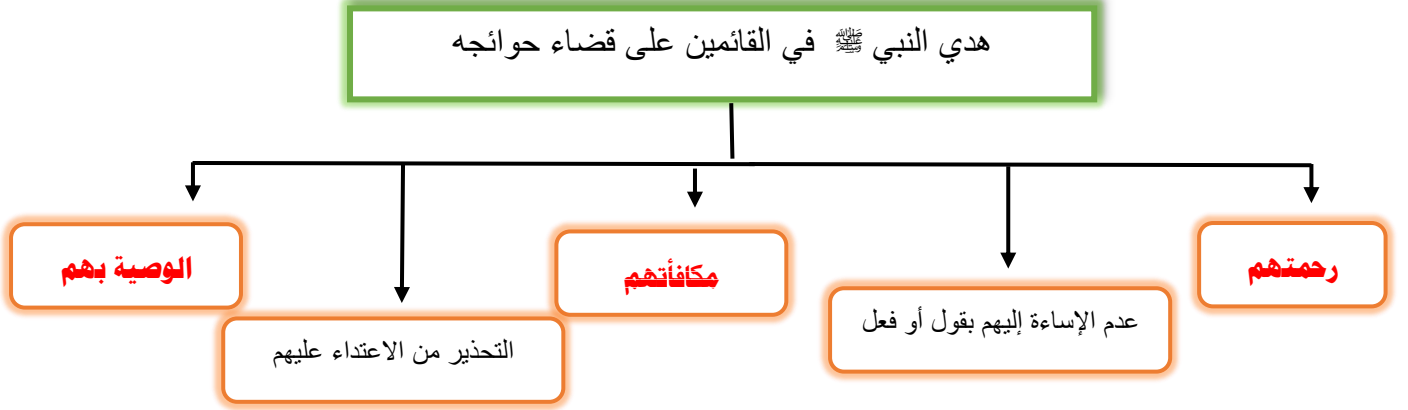 هدي النبي ﷺ في القائمين على قضاء حوائجه
رحمتهم
عدم الإساءة إليهم بقول أو فعل
مكافأتهم
التحذير من الاعتداء عليهم
الوصية بهم